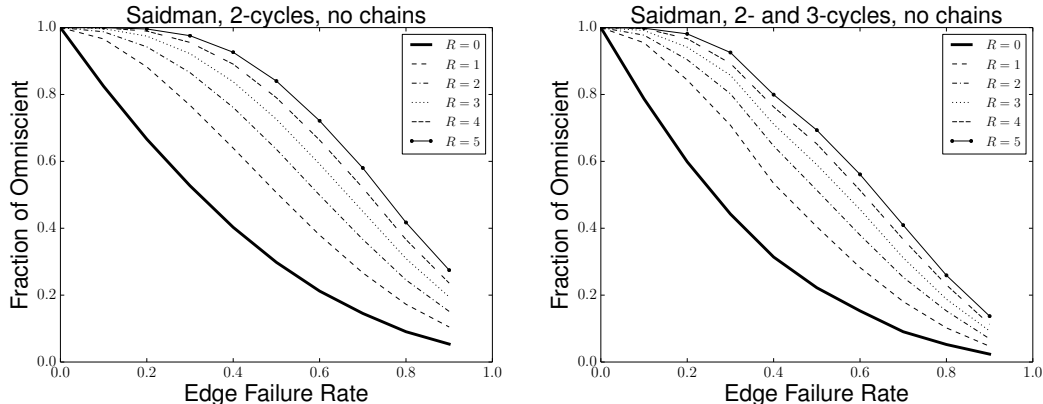 Saidman, 2-cycles, no chains
1.0
0.8
0.6
0.4
0.2
0.0
Fraction of Omniscient
R = 0
R = 1
R = 2
R = 3
R = 4
R = 5
0.0 0.2 0.4 0.6 0.8 1.0
Edge Failure Rate
Saidman, 2- and 3-cycles, no chains
1.0
0.8
0.6
0.4
0.2
0.0
Fraction of Omniscient
R = 0
R = 1
R = 2
R = 3
R = 4
R = 5
0.0 0.2 0.4 0.6 0.8 1.0
Edge Failure Rate